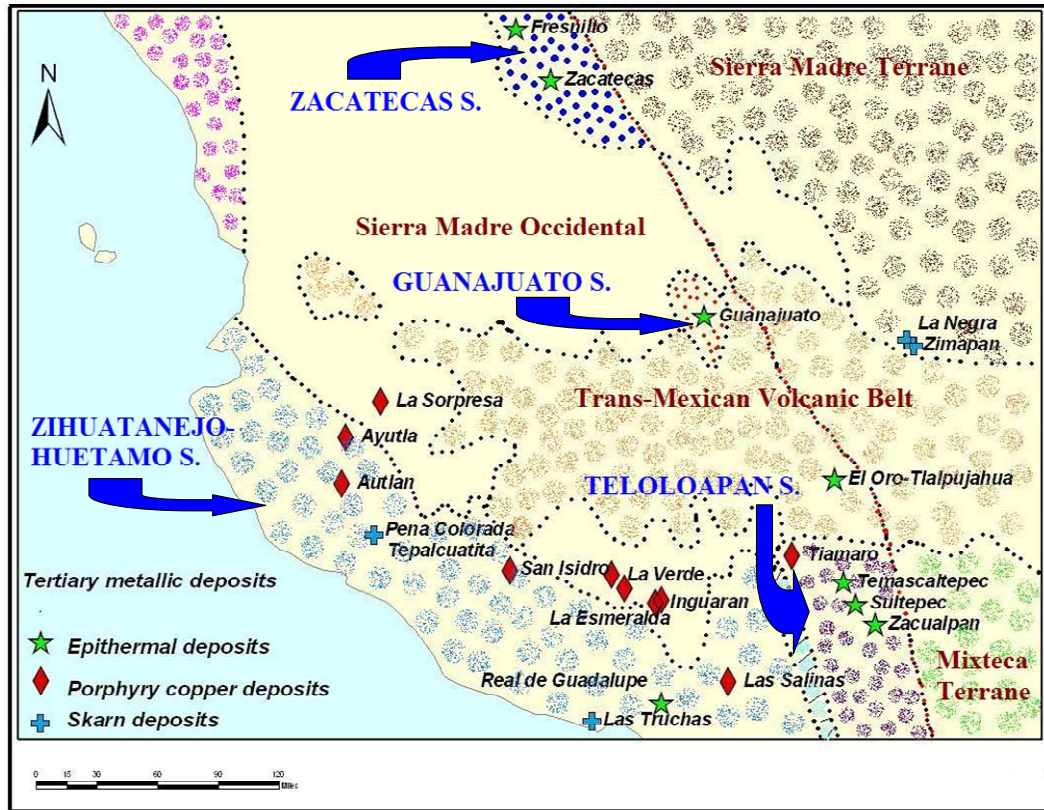 Fresnillo
N
Zacatecas
Sierra Madre Terrane
ZACATECAS S.
Sierra Madre Occidental
GUANAJUATO S.
Guanajuato
La Negra
Zimapan
La Sorpresa
Trans-Mexican Volcanic Belt
ZIHUATANEJO-
HUETAMO S.
Ayutla
Autlan
El Oro-Tlalpujahua
TELOLOAPAN S.
Pena Colorada
Tepalcuatita
Tiamaro
San Isidro
La Verde
Temascaltepec
Inguaran
Sultepec
La Esmeralda
Zacualpan
Tertiary metallic deposits
.
Epithermal deposits
Mixteca
Terrane
Real de Guadalupe
Las Salinas
Porphyry copper deposits
Skarn deposits
Las Truchas
0 15 30 60 90 120
Miles